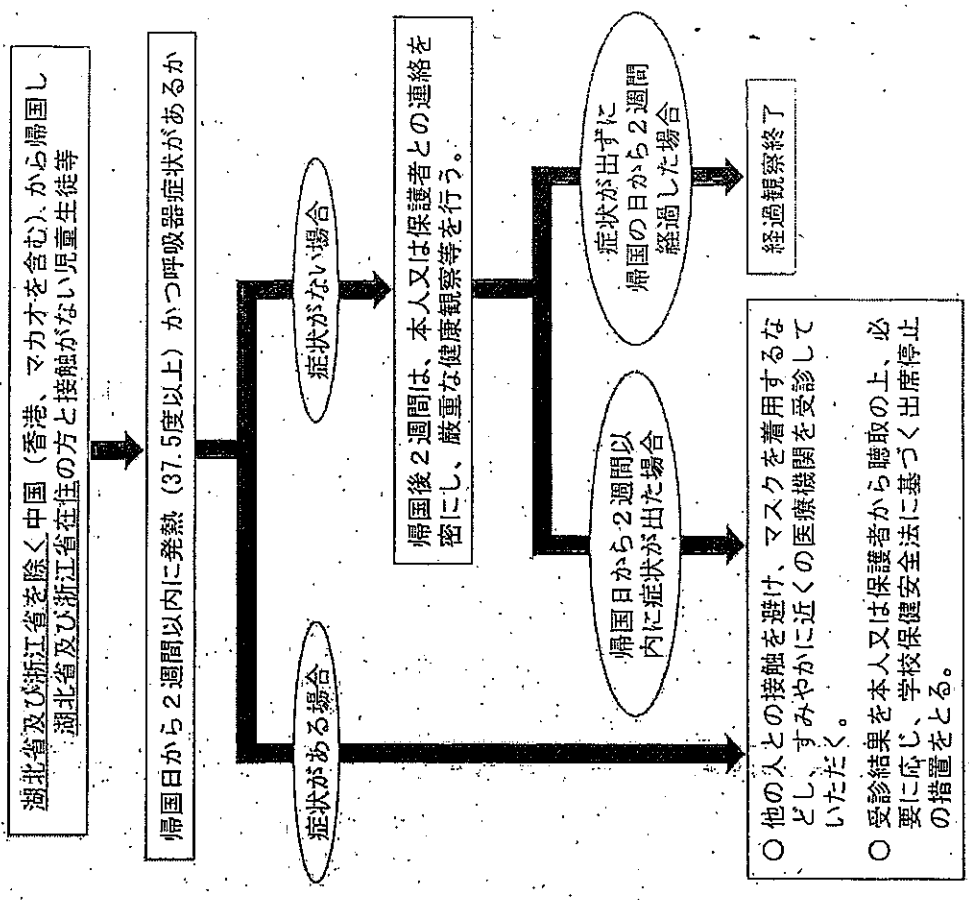 湖北省及び浙江省を除く中国（香港、マカオを含む）、から帰国し
湖北省及び浙江省在住の方と接触がない児童生徒等
帰国日から２週間以内に発熱（37.5度以上）かつ呼吸器症状があるか
症状がある場合
症状がない場合
帰国後２週間は、本人又は保護者との連絡を
密にし、厳重な健康観察等を行う。
帰国日から２週間以
内に症状が出た場合
症状が出ずに
帰国の日から２週間
経過した場合
○ 他の人との接触を避け、マスクを着用するな
どし、すみやかに近くの医療機関を受診して
いただく。
○ 受診結果を本人又は保護者から聴取の上、必
要に応じ、学校保健安全法に基づく出席停止
の措置をとる。
経過観察終了